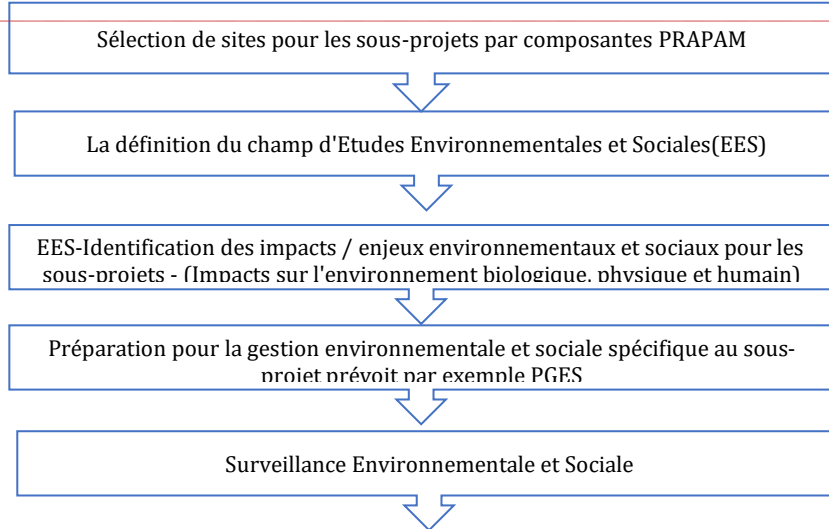 Sélection de sites pour les sous-projets par composantes PRAPAM
La définition du champ d'Etudes Environnementales et Sociales(EES)
EES-Identification des impacts / enjeux environnementaux et sociaux pour les
sous-projets - (Impacts sur l'environnement biologique, physique et humain)
Préparation pour la gestion environnementale et sociale spécifique au sous-
projet prévoit par exemple PGES
Surveillance Environnementale et Sociale